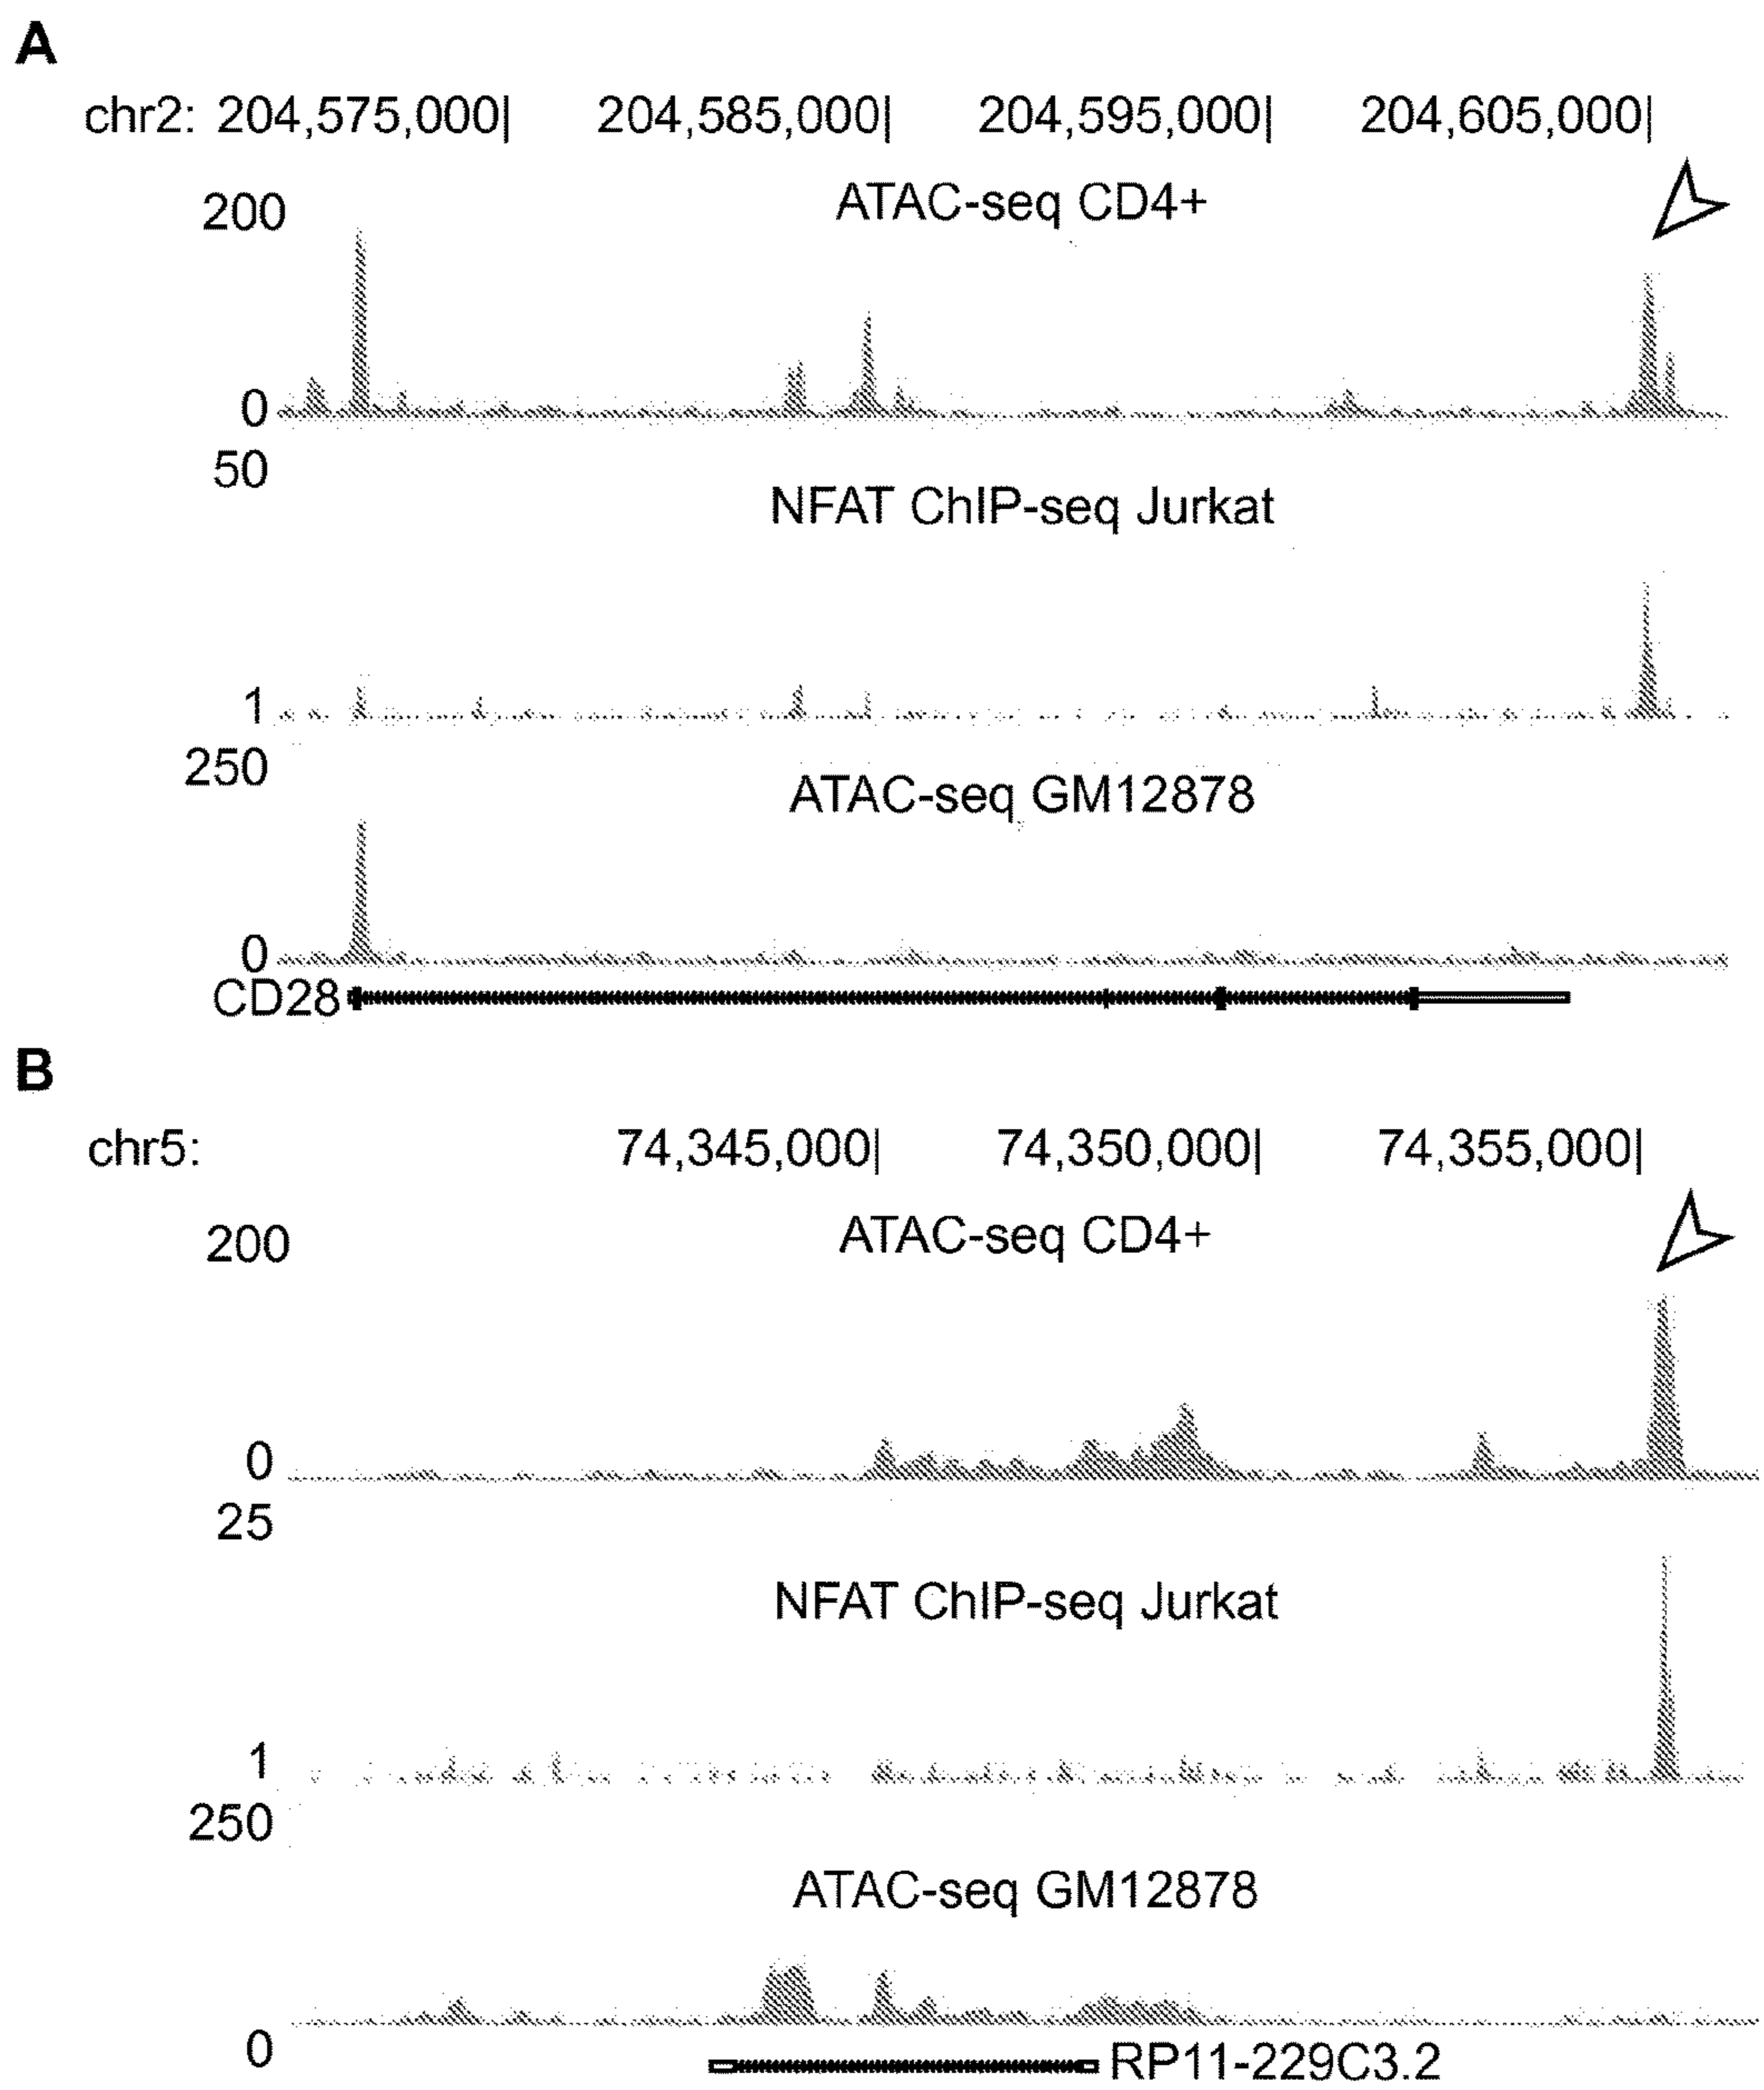 A
chr2: 204,575,000| 204,585,000| 204,595,000| 204,605,000|
ATAC-seq CD4+
200
0
50
NFAT ChIP-seq Jurkat
1
250
ATAC-seq GM12878
0
CD28
B
chr5: 74,345,000| 74,350,000| 74,355,000|
ATAC-seq CD4+
200
0
25
NFAT ChIP-seq Jurkat
1
250
ATAC-seq GM12878
0
RP11-229C3.2